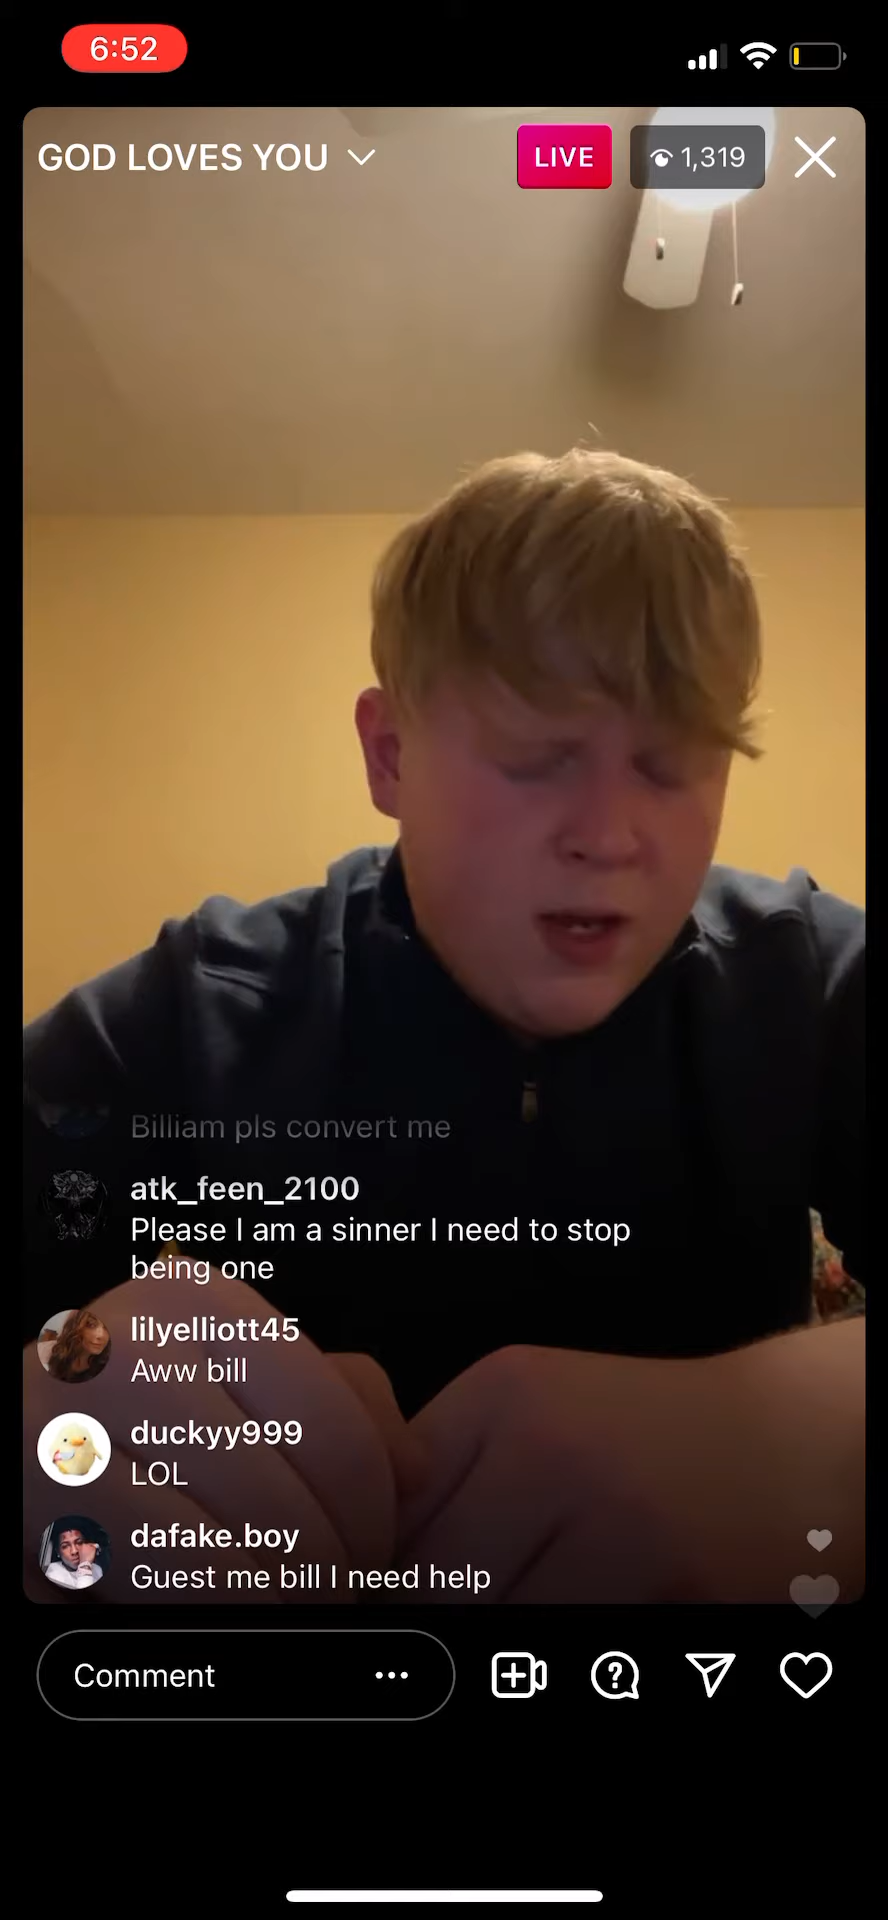 6:52
GOD LOVES YOU
LIVE
1,319
Billiam pls convert me
atk_feen_2100
Please I am a sinner I need to stop
being one
lilyelliott45
Aww bill
duckyy999
LOL
dafake.boy
Guest me bill I need help
Comment